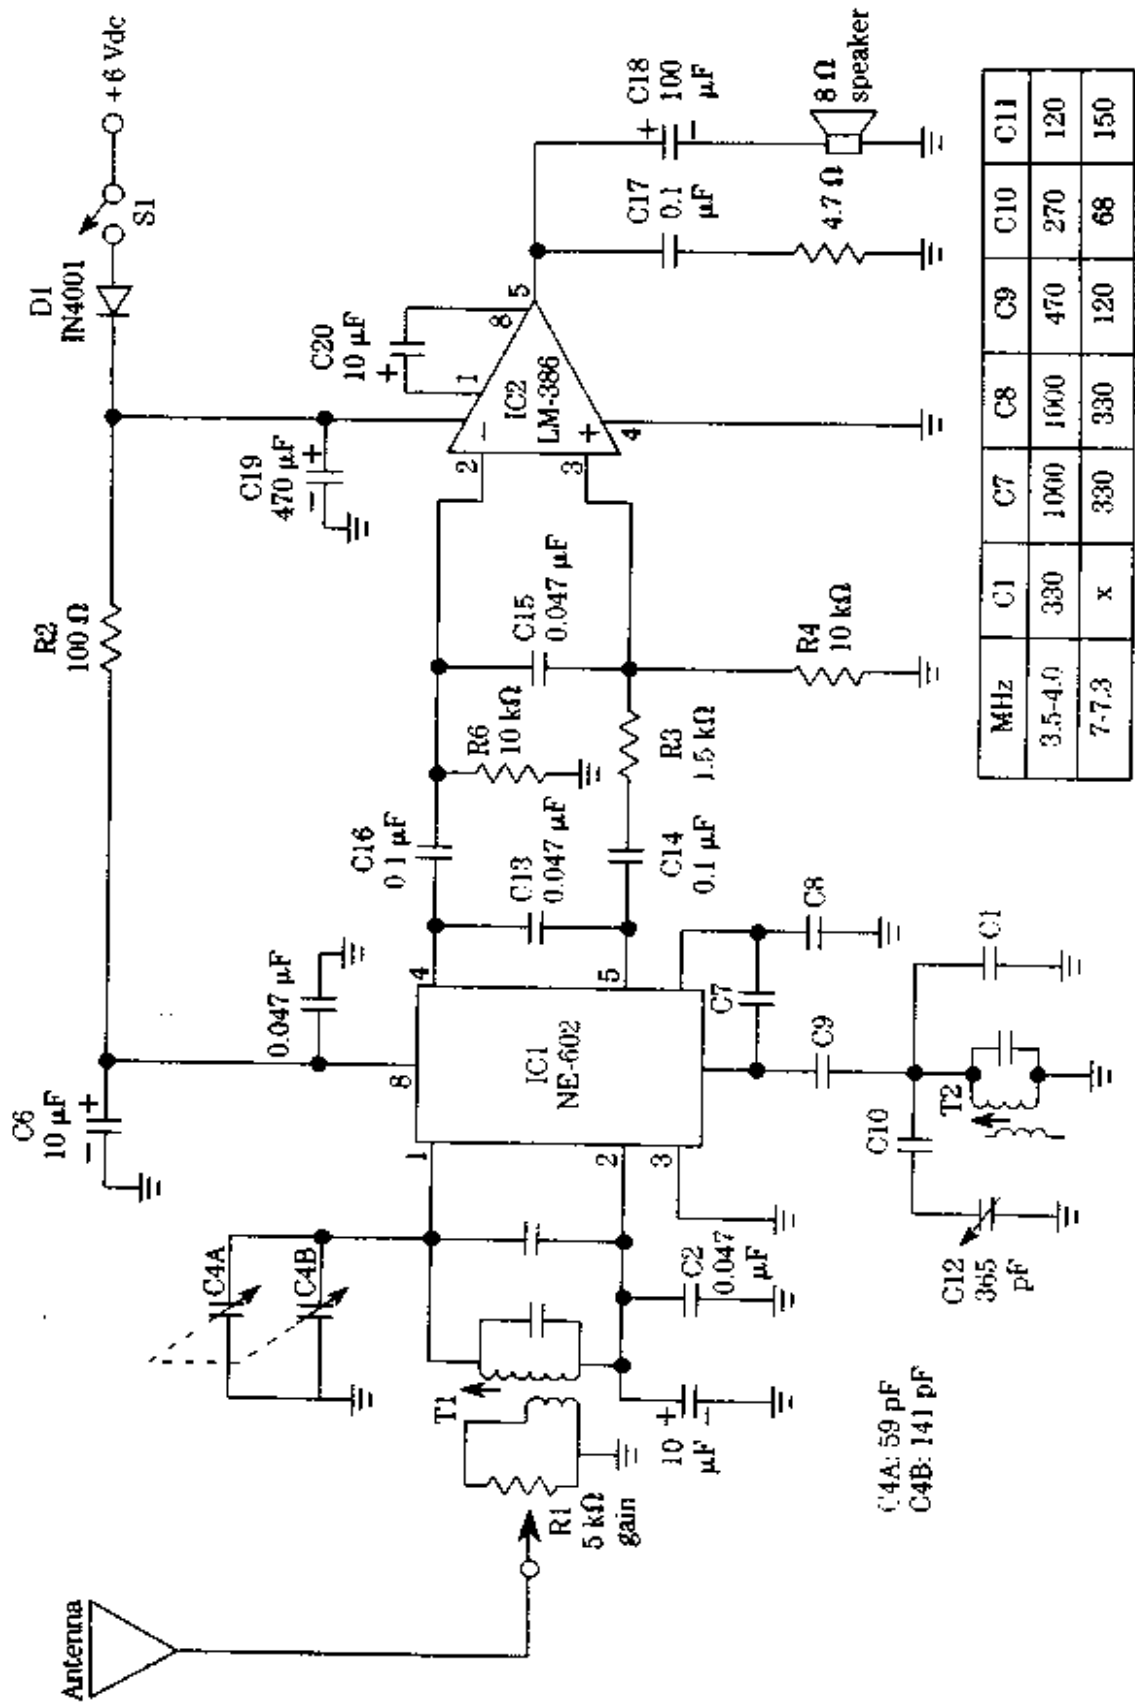 Antenna
C6
10 μF
+
−
R2
100 Ω
D1
IN4001
S1
+6 Vdc
0.047 μF
C19
470 μF
+
−
C20
10 μF
+
C4A
C4B
T1
R1
5 kΩ
gain
10
μF
+
−
C2
0.047
μF
1
2
3
8
4
5
IC1
NE-602
C16
0.1 μF
C13
0.047 μF
C14
0.1 μF
R6
10 kΩ
R3
1.5 kΩ
C15
0.047 μF
R4
10 kΩ
2
3
−
+
1
8
5
4
IC2
LM-386
C17
0.1
μF
4.7 Ω
C18
100
μF
+
−
8 Ω
speaker
C7
C8
C9
C10
C1
T2
C12
365
pF
C4A: 59 pF
C4B: 141 pF
MHz C1 C7 C8 C9 C10 C11
3.5-4.0 330 1000 1000 470 270 120
7-7.3 x 330 330 120 68 150